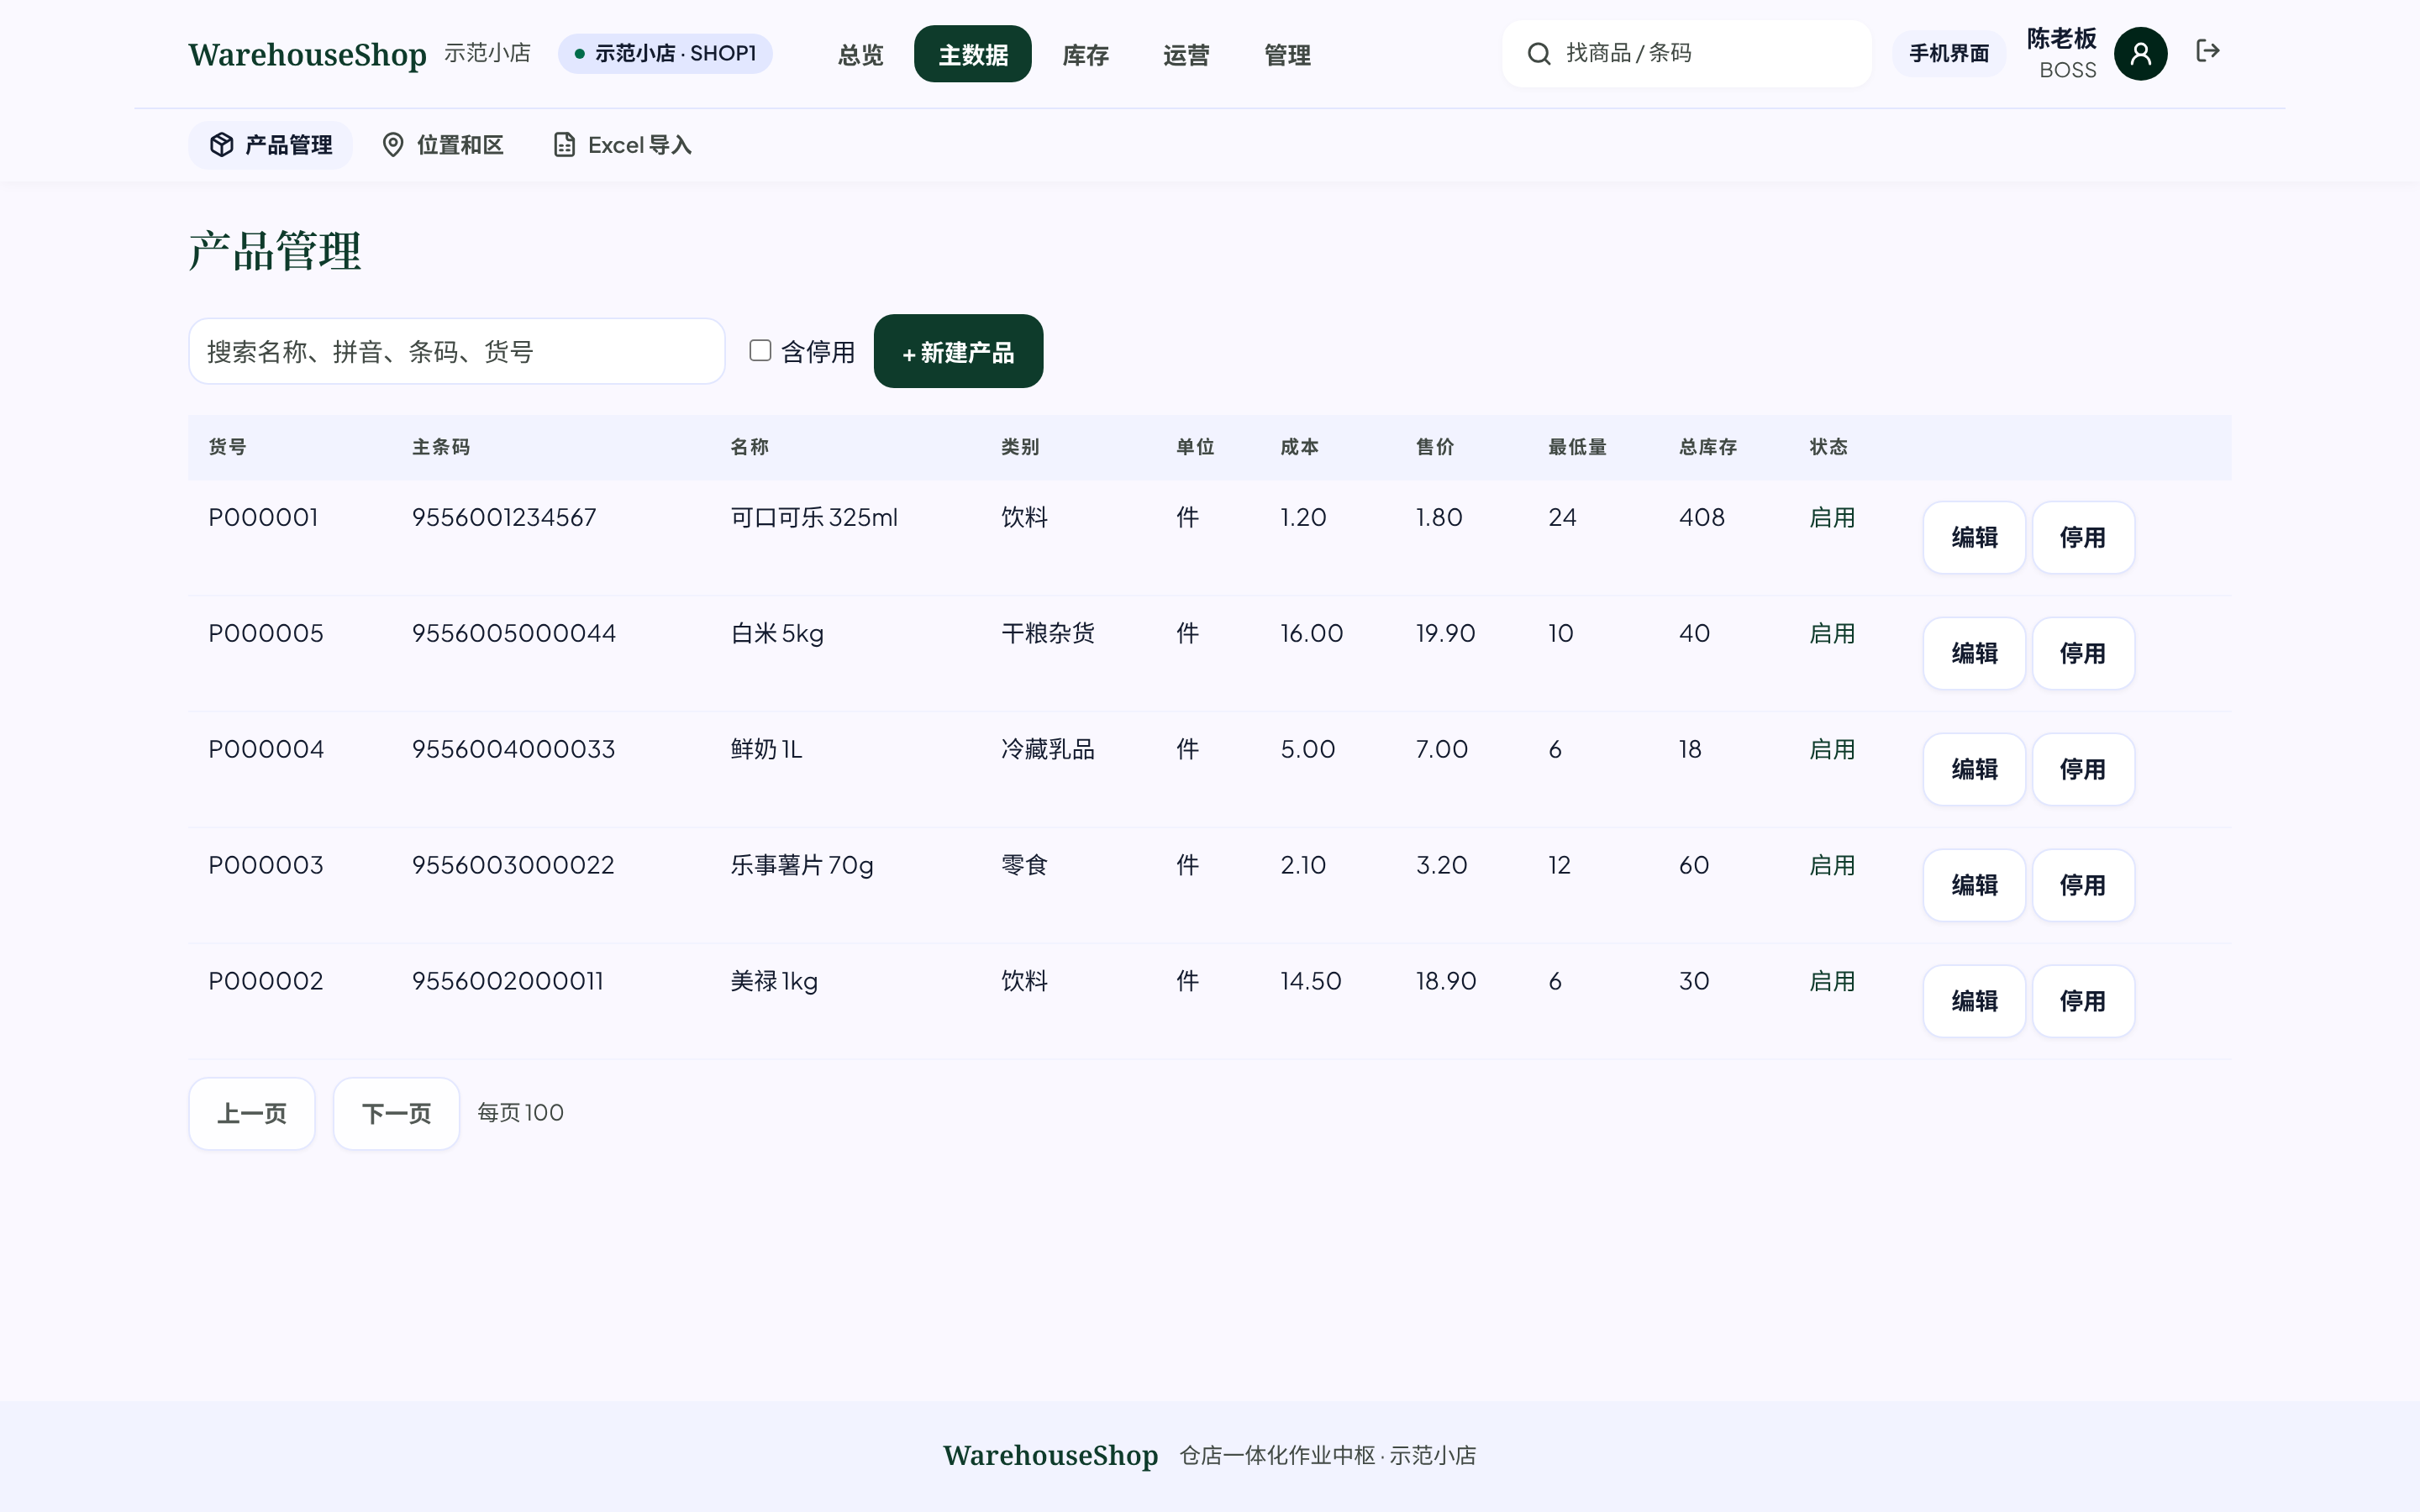 WarehouseShop 示范小店 示范小店 · SHOP1 总览 主数据 库存 运营 管理 找商品 / 条码 手机界面 陈老板
BOSS
产品管理 位置和区 Excel 导入
产品管理
搜索名称、拼音、条码、货号 含停用 + 新建产品
货号 主条码 名称 类别 单位 成本 售价 最低量 总库存 状态
P000001 9556001234567 可口可乐 325ml 饮料 件 1.20 1.80 24 408 启用 编辑 停用
P000005 9556005000044 白米 5kg 干粮杂货 件 16.00 19.90 10 40 启用 编辑 停用
P000004 9556004000033 鲜奶 1L 冷藏乳品 件 5.00 7.00 6 18 启用 编辑 停用
P000003 9556003000022 乐事薯片 70g 零食 件 2.10 3.20 12 60 启用 编辑 停用
P000002 9556002000011 美禄 1kg 饮料 件 14.50 18.90 6 30 启用 编辑 停用
上一页 下一页 每页 100
WarehouseShop 仓店一体化作业中枢 · 示范小店